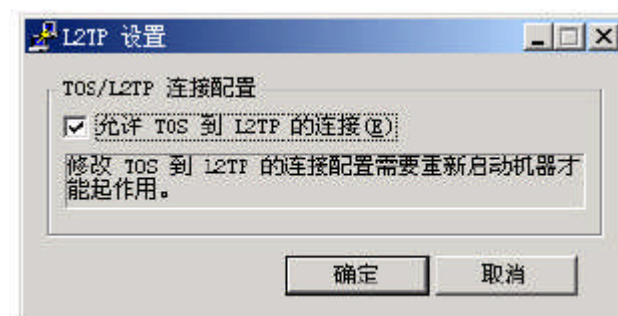 L2TP 设置
TOS/L2TP 连接配置
允许 TOS 到 L2TP 的连接(E)
修改 TOS 到 L2TP 的连接配置需要重新启动机器才
能起作用。
确定
取消